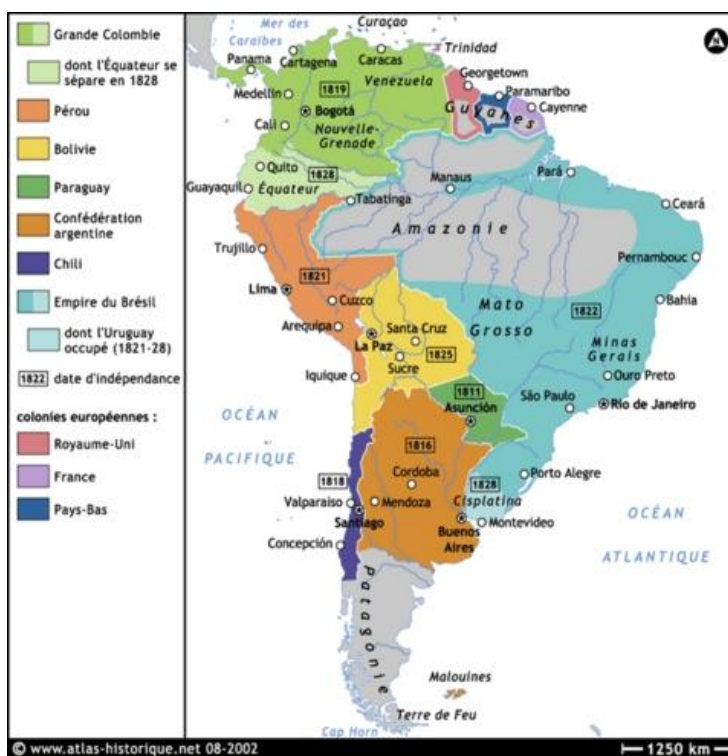 Grande Colombie
dont l'Équateur se
sépare en 1828
Pérou
Bolivie
Paraguay
Confédération
argentine
Chili
Empire du Brésil
dont l'Uruguay
occupé (1821-28)
1822 date d'indépendance
colonies européennes :
Royaume-Uni
France
Pays-Bas
Mer des
Caraïbes
Curaçao
Trinidad
Panama
Cartagena
Caracas
Venezuela
Georgetown
Paramaribo
Cayenne
Guyanes
Medellin
1819
Bogotá
Cali
Nouvelle-
Grenade
Quito
1828
Guayaquil
Équateur
Tabatinga
Manaus
Pará
Ceará
Amazonie
Pernambouc
Trujillo
1821
Lima
Cuzco
Mato
Grosso
1822
Bahia
Arequipa
La Paz
Santa Cruz
1825
Sucre
Minas
Gerais
Ouro Preto
Iquique
1811
Asunción
São Paulo
Rio de Janeiro
OCÉAN
PACIFIQUE
1816
1818
Cordoba
1828
Cisplatina
Porto Alegre
Valparaiso
Mendoza
Santiago
Buenos
Aires
Montevideo
Concepción
OCÉAN
ATLANTIQUE
Patagonie
Malouines
Terre de Feu
Cap Horn
© www.atlas-historique.net 08-2002
1250 km